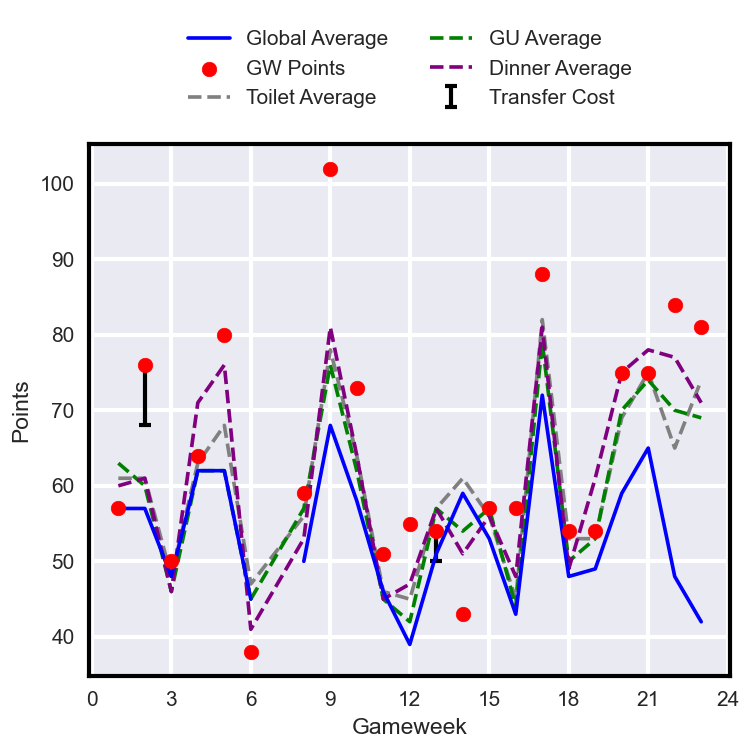 Global Average
GW Points
Toilet Average
GU Average
Dinner Average
Transfer Cost
100
90
80
70
60
50
40
Points
0 3 6 9 12 15 18 21 24
Gameweek